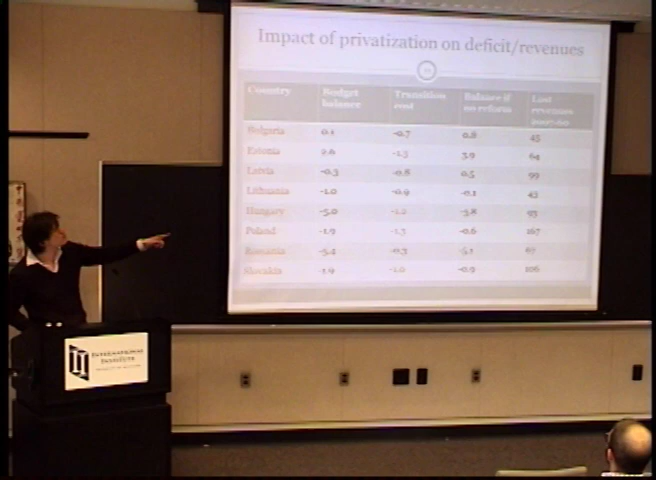 Impact of privatization on deficit/revenues
Country Budget balance Transition cost Balance if no reform Lost revenues
Bulgaria 0.1 -0.7 0.8 45
Estonia 2.6 -1.3 3.9 64
Latvia -0.3 -0.8 0.5 99
Lithuania -1.0 -0.9 -0.1 43
Hungary -5.0 -1.2 -3.8 93
Poland -1.9 -1.3 -0.6 167
Romania -5.4 -0.3 -5.1
Slovakia -1.9 -1.0 -0.9 106
INTERNATIONAL
INSTITUTE